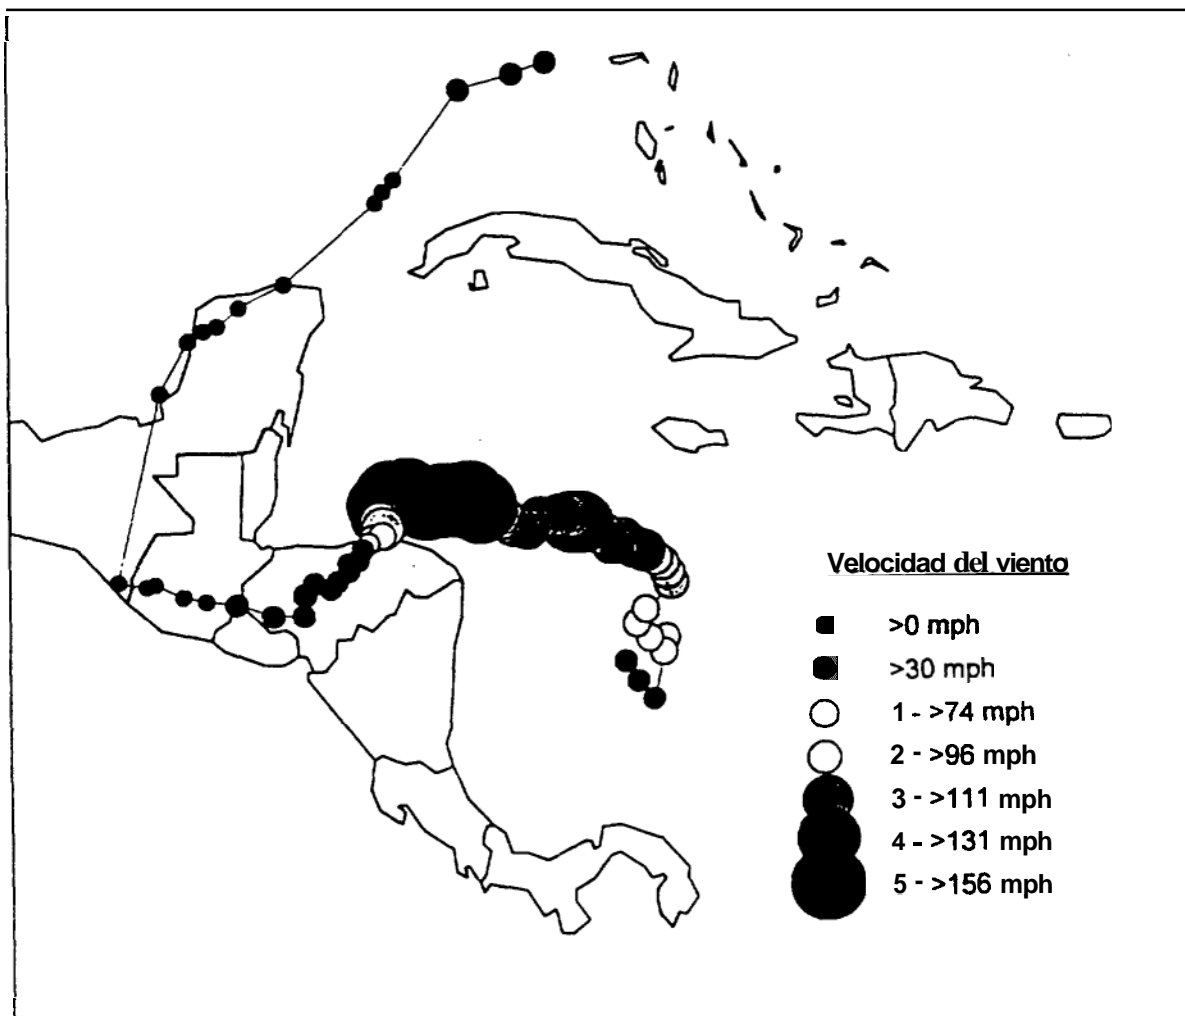 Velocidad del viento
>0 mph
>30 mph
1 - >74 mph
2 - >96 mph
3 - >111 mph
4 - >131 mph
5 - >156 mph